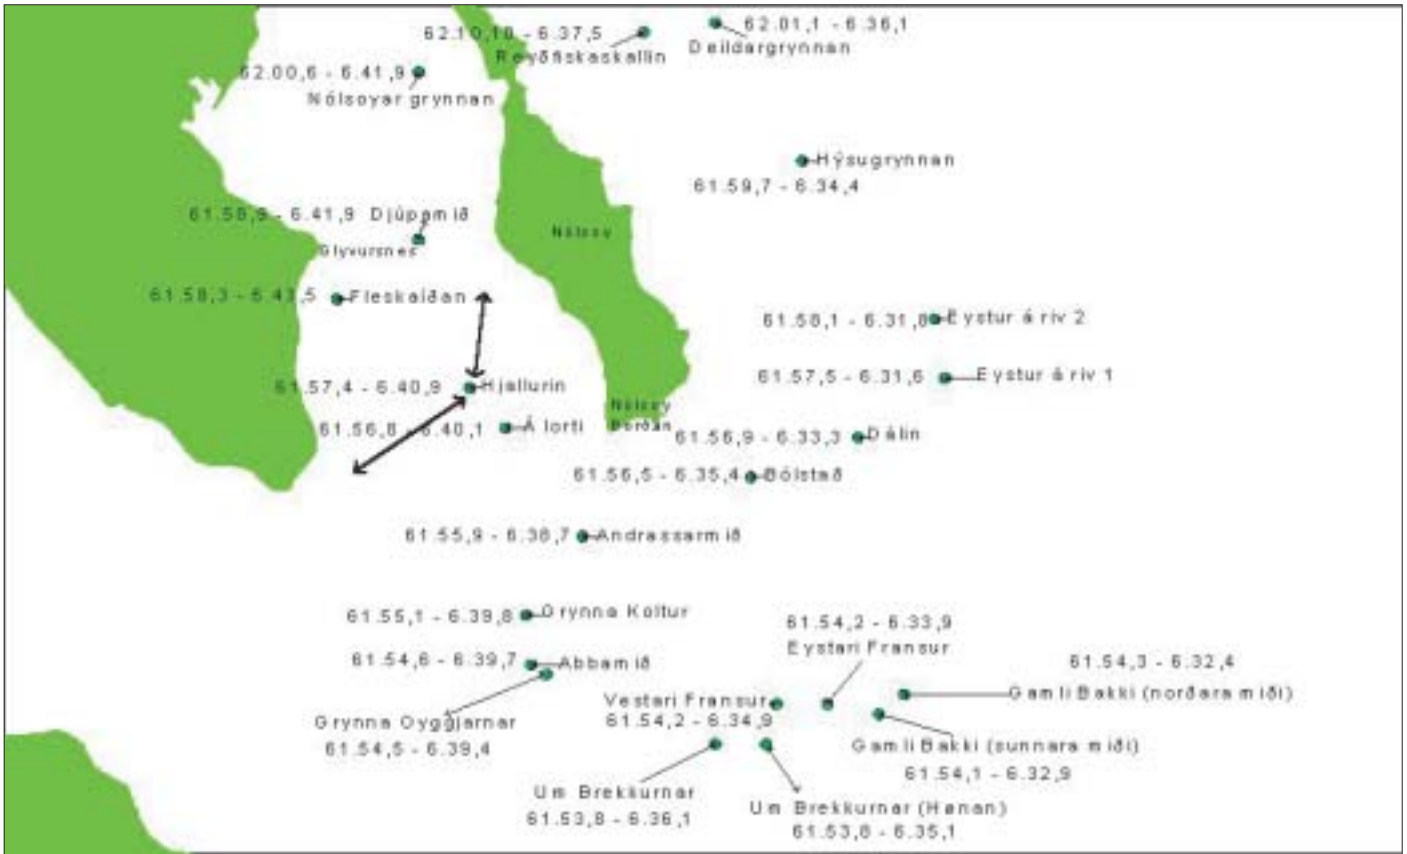 62.10,10 - 6.37,5
Reyðfiskaskallin
62.01,1 - 6.36,1
Deildargrynnan
62.00,6 - 6.41,9
Nólsoyar grynnan
Hýsugrynnan
61.59,7 - 6.34,4
61.58,9 - 6.41,9 Djúpamið
Glyvursnes
Nólsoy
61.58,3 - 6.43,5 Fleskaíðan
61.58,1 - 6.31,8 Eystur á riv 2
61.57,5 - 6.31,6 Eystur á riv 1
61.57,4 - 6.40,9 Hjallurin
Nólsoy
Borðan
61.56,8 - 6.40,1 Á lorti
61.56,9 - 6.33,3 Dálin
61.56,5 - 6.35,4 Bólstað
61.55,9 - 6.38,7 Andrassarmið
61.55,1 - 6.39,8 Grynna Koltur
61.54,6 - 6.39,7 Abbamið
Grynna Oyggjarnar
61.54,5 - 6.39,4
61.54,2 - 6.33,9
Eystari Fransur
Vestari Fransur
61.54,2 - 6.34,9
61.54,3 - 6.32,4
Gamli Bakki (norðara miði)
Gamli Bakki (sunnara miði)
61.54,1 - 6.32,9
Um Brekkurnar
61.53,8 - 6.36,1
Um Brekkurnar (Hønan)
61.53,8 - 6.35,1